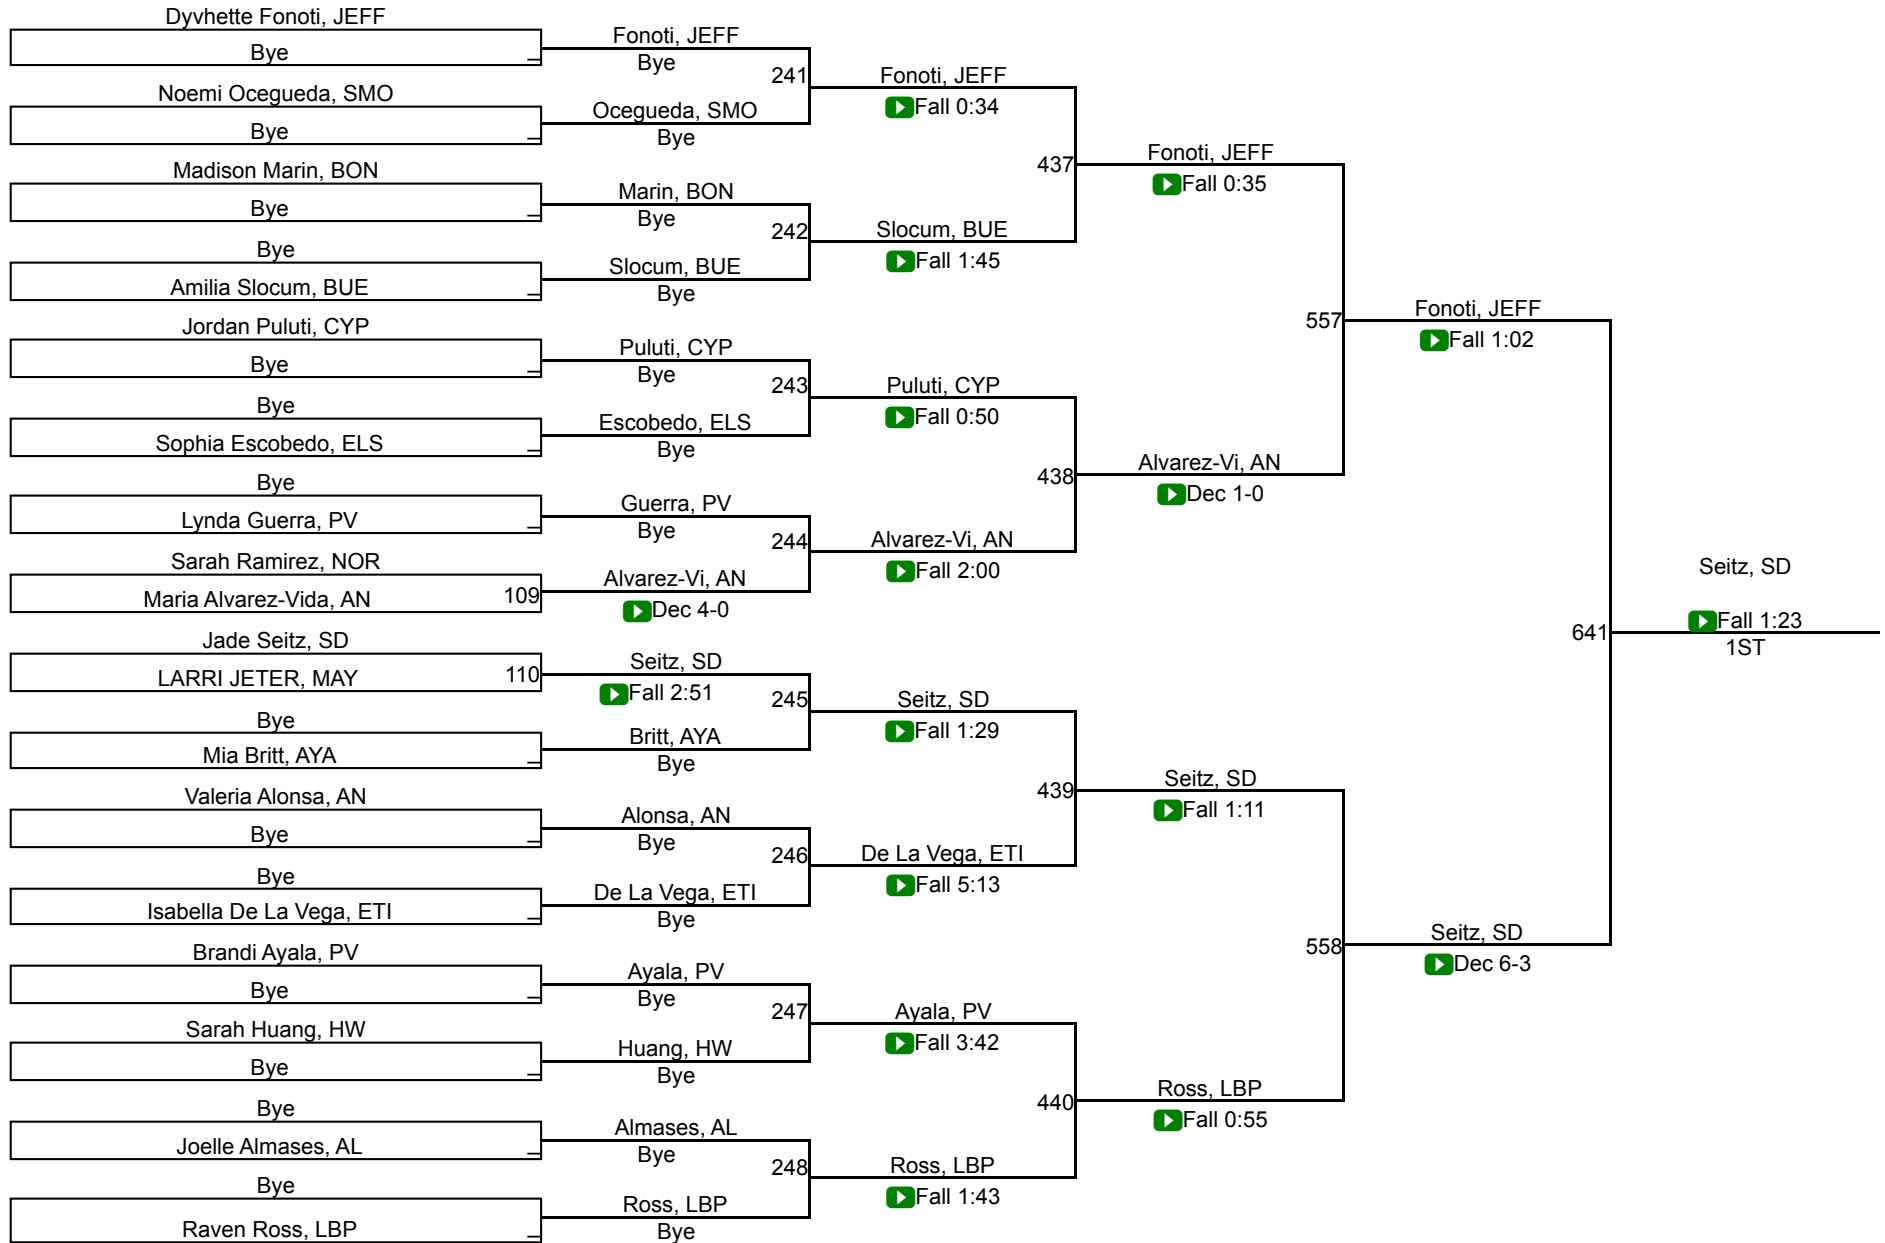 Dyvhette Fonoti, JEFF
Bye
Noemi Ocegueda, SMO
Bye
Madison Marin, BON
Bye
Bye
Amilia Slocum, BUE
Jordan Puluti, CYP
Bye
Bye
Sophia Escobedo, ELS
Bye
Lynda Guerra, PV
Sarah Ramirez, NOR
Maria Alvarez-Vida, AN 109
Jade Seitz, SD
LARRI JETER, MAY 110
Bye
Mia Britt, AYA
Valeria Alonsa, AN
Bye
Bye
Isabella De La Vega, ETI
Brandi Ayala, PV
Bye
Sarah Huang, HW
Bye
Bye
Joelle Almases, AL
Bye
Raven Ross, LBP
Fonoti, JEFF
Bye
241
Ocegueda, SMO
Bye
Marin, BON
Bye
242
Slocum, BUE
Bye
Puluti, CYP
Bye
243
Escobedo, ELS
Bye
Guerra, PV
Bye
244
Alvarez-Vi, AN
Dec 4-0
Seitz, SD
Fall 2:51
245
Britt, AYA
Bye
Alonsa, AN
Bye
246
De La Vega, ETI
Bye
Ayala, PV
Bye
247
Huang, HW
Bye
Almases, AL
Bye
248
Ross, LBP
Bye
Fonoti, JEFF
Fall 0:34
437
Slocum, BUE
Fall 1:45
Puluti, CYP
Fall 0:50
438
Alvarez-Vi, AN
Fall 2:00
Seitz, SD
Fall 1:29
439
De La Vega, ETI
Fall 5:13
Ayala, PV
Fall 3:42
440
Ross, LBP
Fall 1:43
Fonoti, JEFF
Fall 0:35
557
Alvarez-Vi, AN
Dec 1-0
Seitz, SD
Fall 1:11
558
Ross, LBP
Fall 0:55
Fonoti, JEFF
Fall 1:02
641
Seitz, SD
Dec 6-3
Seitz, SD
Fall 1:23
1ST